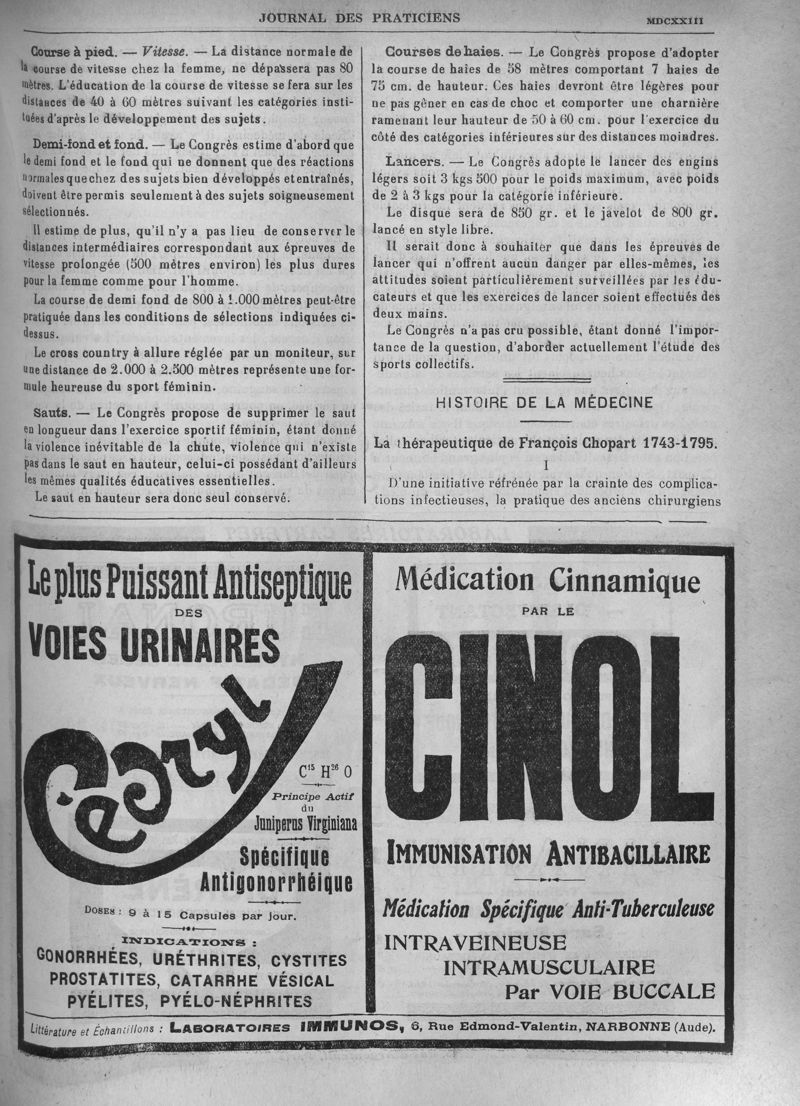 JOURNAL DES PRATICIENS
MDCXXIII
Course à pied. — Vitesse. — La distance normale de
la course de vitesse chez la femme, ne dépassera pas 80
mètres. L'éducation de la course de vitesse se fera sur les
distances de 40 à 60 mètres suivant les catégories insti-
tuées d'après le développement des sujets.
Demi-fond et fond. — Le Congrès estime d'abord que
le demi fond et le fond qui ne donnent que des réactions
normales que chez des sujets bien développés et entraînés,
doivent être permis seulement à des sujets soigneusement
sélectionnés.
Il estime de plus, qu'il n'y a pas lieu de conserver le
distances intermédiaires correspondant aux épreuves de
vitesse prolongée (500 mètres environ) les plus dures
pour la femme comme pour l'homme.
La course de demi fond de 800 à 1.000 mètres peut-être
pratiquée dans les conditions de sélections indiquées ci-
dessus.
Le cross country à allure réglée par un moniteur, sur
une distance de 2.000 à 2.500 mètres représente une for-
mule heureuse du sport féminin.
Sauts. — Le Congrès propose de supprimer le saut
en longueur dans l'exercice sportif féminin, étant donné
la violence inévitable de la chute, violence qui n'existe
pas dans le saut en hauteur, celui-ci possédant d'ailleurs
les mêmes qualités éducatives essentielles.
Le saut en hauteur sera donc seul conservé.
Courses de haies. — Le Congrès propose d'adopter
la course de haies de 58 mètres comportant 7 haies de
75 cm. de hauteur. Ces haies devront être légères pour
ne pas gêner en cas de choc et comporter une charnière
ramenant leur hauteur de 50 à 60 cm. pour l'exercice du
côté des catégories inférieures sur des distances moindres.
Lancers. — Le Congrès adopte le lancer des engins
légers soit 3 kgs 500 pour le poids maximum, avec poids
de 2 à 3 kgs pour la catégorie inférieure.
Le disque sera de 850 gr. et le javelot de 800 gr.
lancé en style libre.
Il serait donc à souhaiter que dans les épreuves de
lancer qui n'offrent aucun danger par elles-mêmes, les
attitudes soient particulièrement surveillées par les édu-
cateurs et que les exercices de lancer soient effectués des
deux mains.
Le Congrès n'a pas cru possible, étant donné l'impor-
tance de la question, d'aborder actuellement l'étude des
sports collectifs.
HISTOIRE DE LA MÉDECINE
La thérapeutique de François Chopart 1743-1795.
I
D'une initiative réfrénée par la crainte des complica-
tions infectieuses, la pratique des anciens chirurgiens
Le plus Puissant Antiseptique
DES
VOIES URINAIRES
Cédryl
C15 H26 O
Principe Actif
du
Juniperus Virginiana
Spécifique
Antigonorrhéique
DOSES : 9 à 15 Capsules par Jour.
INDICATIONS :
GONORRHÉES, URÉTHRITES, CYSTITES
PROSTATITES, CATARRHE VÉSICAL
PYÉLITES, PYÉLO-NÉPHRITES
Médication Cinnamique
PAR LE
CINOL
IMMUNISATION ANTIBACILLAIRE
Médication Spécifique Anti-Tuberculeuse
INTRAVEINEUSE
INTRAMUSCULAIRE
Par VOIE BUCCALE
Littérature et Échantillons : LABORATOIRES IMMUNOS, 6, Rue Edmond-Valentin, NARBONNE (Aude).